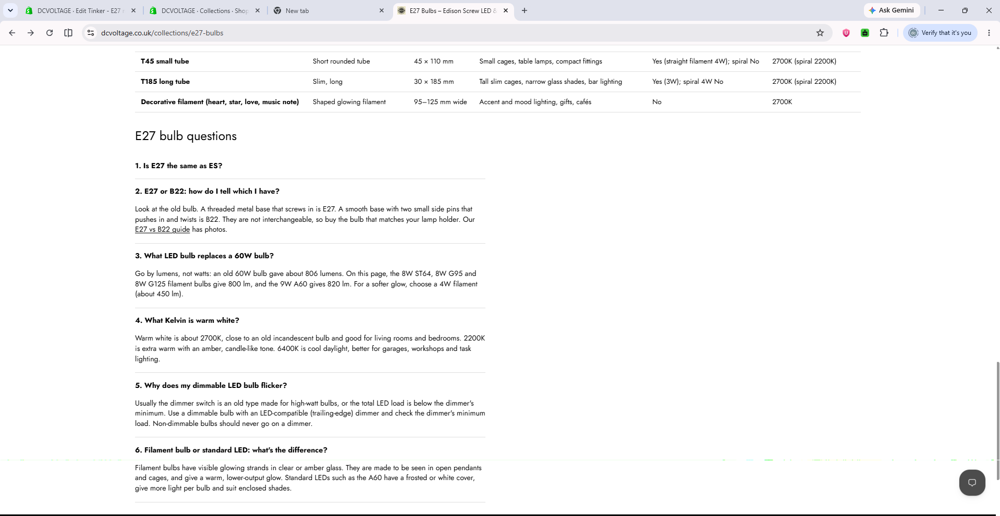 DCVOLTAGE · Edit Tinker - E27
DCVOLTAGE · Collections · Shop
New tab
E27 Bulbs – Edison Screw LED &
Ask Gemini
dcvoltage.co.uk/collections/e27-bulbs
Verify that it's you
T45 small tube Short rounded tube 45 × 110 mm Small cages, table lamps, compact fittings Yes (straight filament 4W); spiral No 2700K (spiral 2200K)
T185 long tube Slim, long 30 × 185 mm Tall slim cages, narrow glass shades, bar lighting Yes (3W); spiral 4W No 2700K (spiral 2200K)
Decorative filament (heart, star, love, music note) Shaped glowing filament 95–125 mm wide Accent and mood lighting, gifts, cafés No 2700K
E27 bulb questions
1. Is E27 the same as ES?
2. E27 or B22: how do I tell which I have?
Look at the old bulb. A threaded metal base that screws in is E27. A smooth base with two small side pins that
pushes in and twists is B22. They are not interchangeable, so buy the bulb that matches your lamp holder. Our
E27 vs B22 guide has photos.
3. What LED bulb replaces a 60W bulb?
Go by lumens, not watts: an old 60W bulb gave about 806 lumens. On this page, the 8W ST64, 8W G95 and
8W G125 filament bulbs give 800 lm, and the 9W A60 gives 820 lm. For a softer glow, choose a 4W filament
(about 450 lm).
4. What Kelvin is warm white?
Warm white is about 2700K, close to an old incandescent bulb and good for living rooms and bedrooms. 2200K
is extra warm with an amber, candle-like tone. 6400K is cool daylight, better for garages, workshops and task
lighting.
5. Why does my dimmable LED bulb flicker?
Usually the dimmer switch is an old type made for high-watt bulbs, or the total LED load is below the dimmer's
minimum. Use a dimmable bulb with an LED-compatible (trailing-edge) dimmer and check the dimmer's minimum
load. Non-dimmable bulbs should never go on a dimmer.
6. Filament bulb or standard LED: what's the difference?
Filament bulbs have visible glowing strands in clear or amber glass. They are made to be seen in open pendants
and cages, and give a warm, lower-output glow. Standard LEDs such as the A60 have a frosted or white cover,
give more light per bulb and suit enclosed shades.